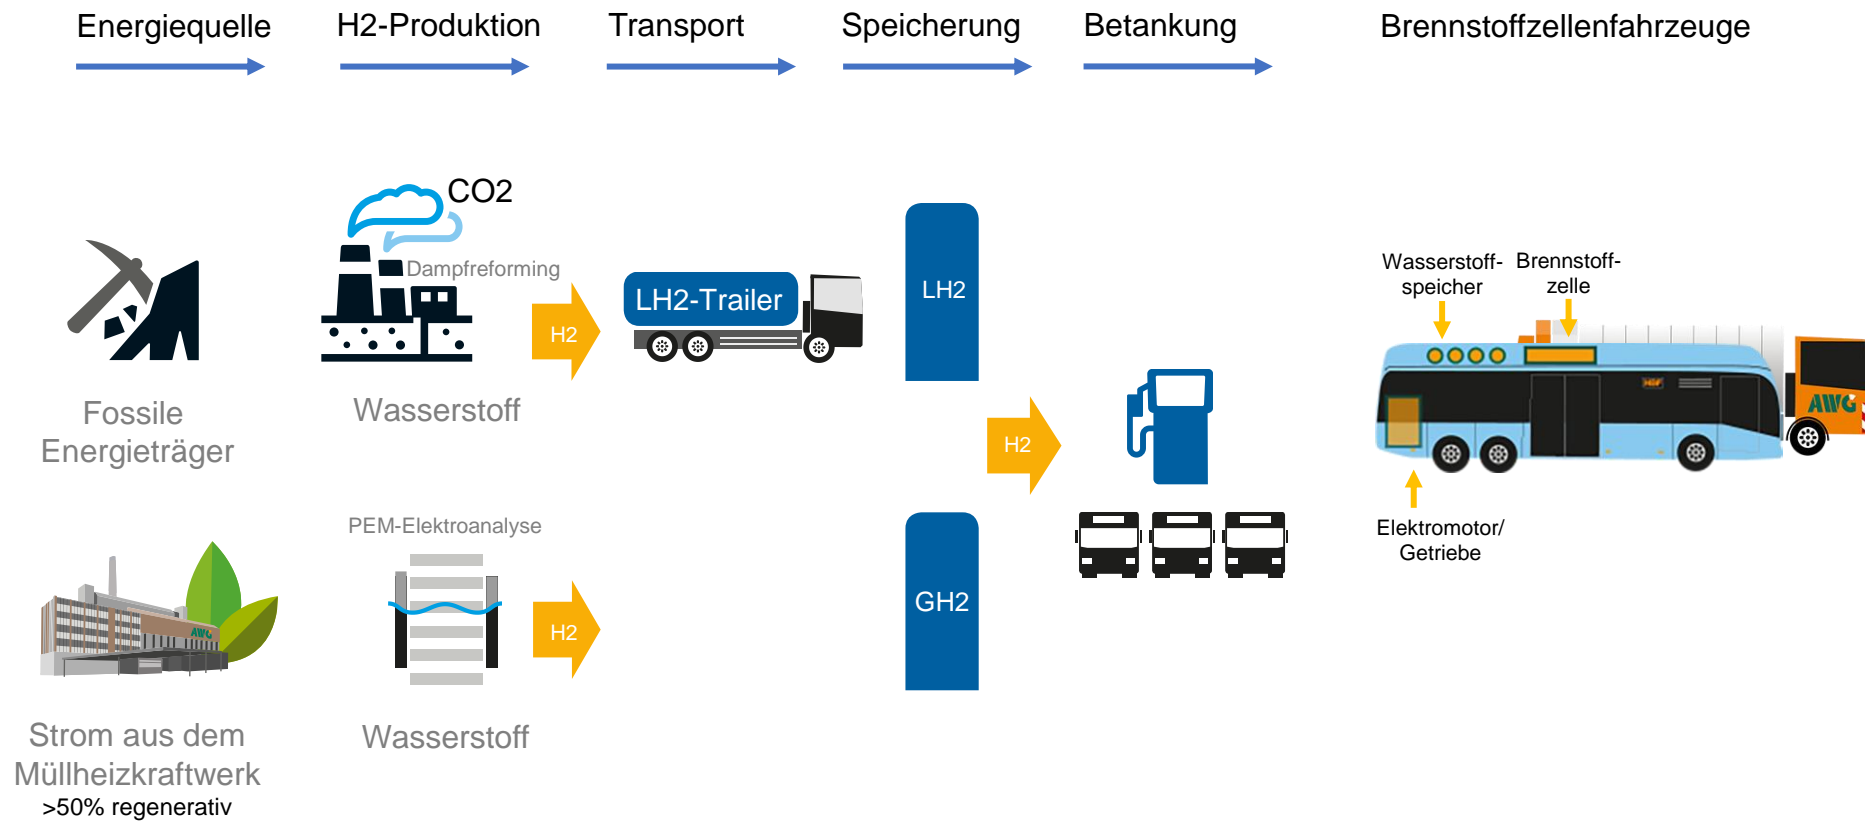 Energiequelle
H2-Produktion
Transport
Speicherung
Betankung
Brennstoffzellenfahrzeuge
CO2
Dampfreforming
H2
LH2-Trailer
LH2
Wasserstoff-
speicher
Brennstoff-
zelle
AWG
Fossile
Energieträger
Wasserstoff
H2
Elektromotor/
Getriebe
PEM-Elektroanalyse
AWG
H2
GH2
Strom aus dem
Müllheizkraftwerk
>50% regenerativ
Wasserstoff